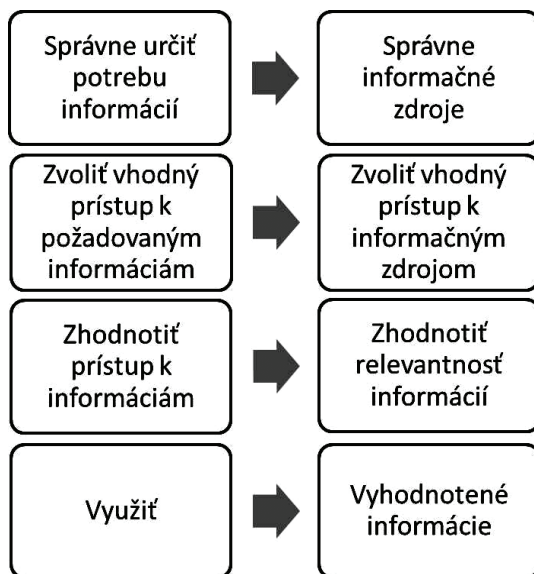 Správne určiť
potrebu
informácií
Správne
informačné
zdroje
Zvoliť vhodný
prístup k
požadovaným
informáciám
Zvoliť vhodný
prístup k
informačným
zdrojom
Zhodnotiť
prístup k
informáciám
Zhodnotiť
relevantnosť
informácií
Využiť
Vyhodnotené
informácie